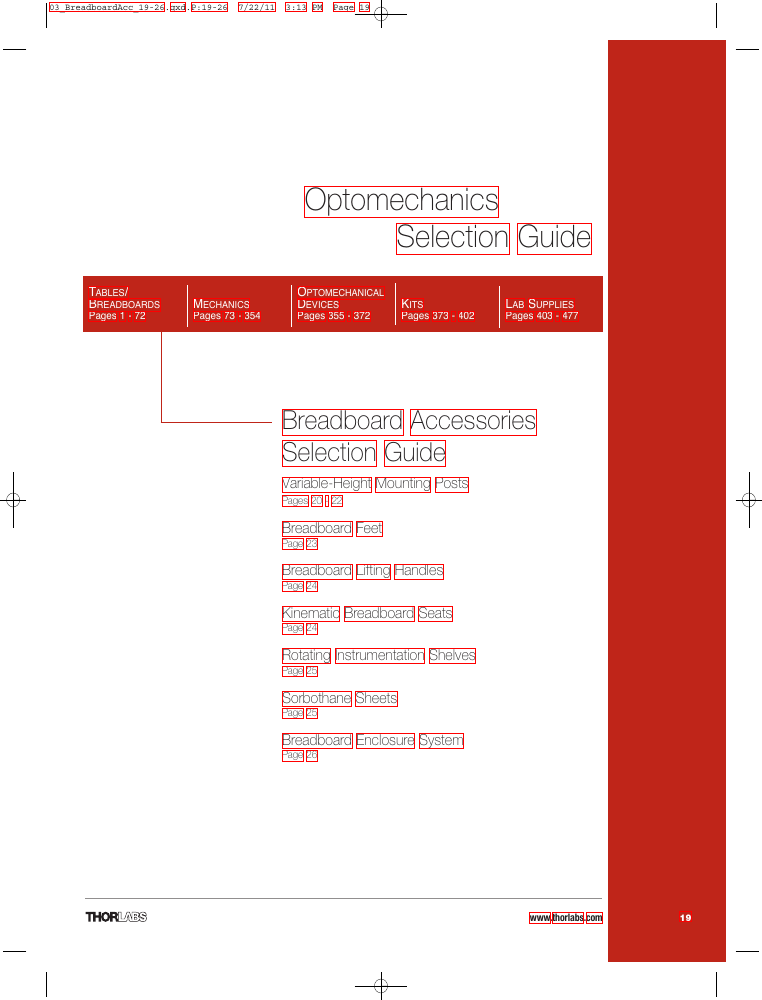 03_BreadboardAcc_19-26.qxd.P:19-26 7/22/11 3:13 PM Page 19
Optomechanics
Selection Guide
TABLES/
BREADBOARDS
Pages 1 - 72
MECHANICS
Pages 73 - 354
OPTOMECHANICAL
DEVICES
Pages 355 - 372
KITS
Pages 373 - 402
LAB SUPPLIES
Pages 403 - 477
Breadboard Accessories
Selection Guide
Variable-Height Mounting Posts
Pages 20 - 22
Breadboard Feet
Page 23
Breadboard Lifting Handles
Page 24
Kinematic Breadboard Seats
Page 24
Rotating Instrumentation Shelves
Page 25
Sorbothane Sheets
Page 25
Breadboard Enclosure System
Page 26
THORLABS
www.thorlabs.com
19